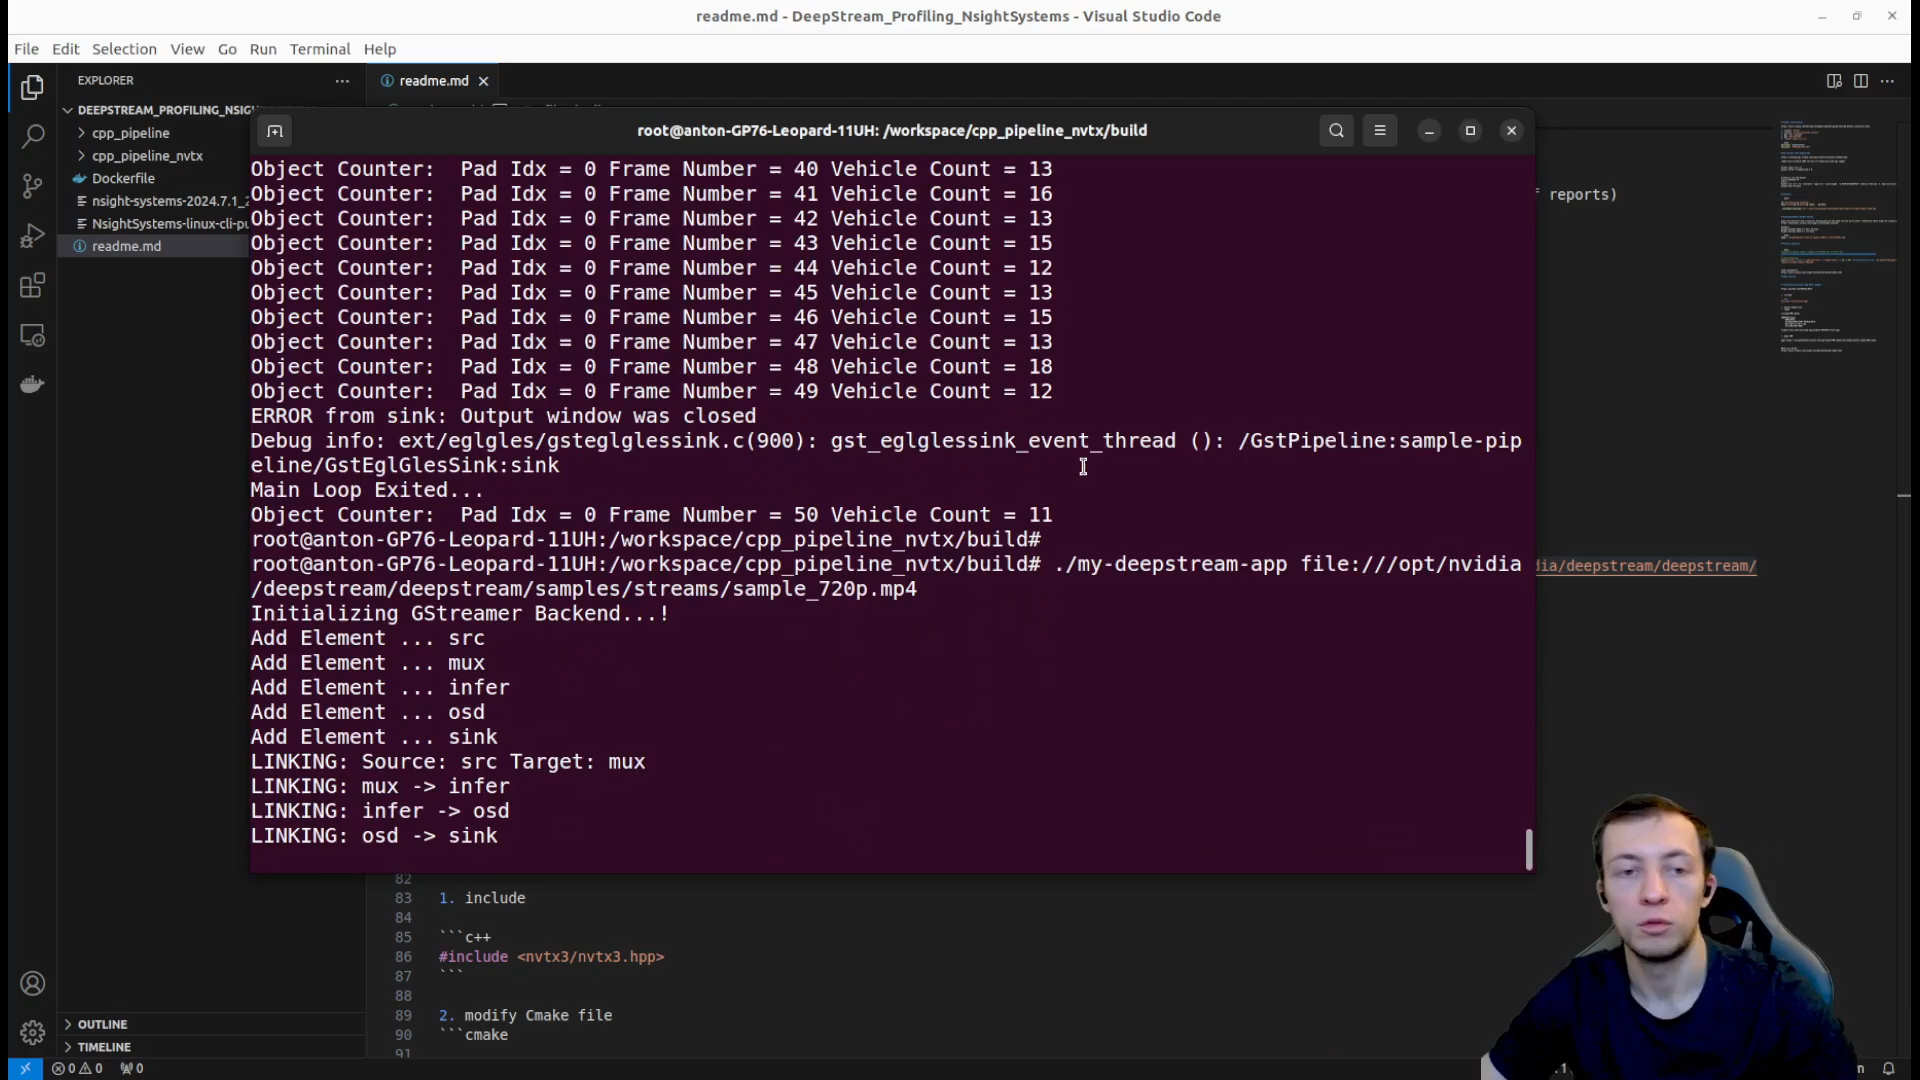 readme.md - DeepStream_Profiling_NsightSystems - Visual Studio Code
File Edit Selection View Go Run Terminal Help
EXPLORER
readme.md
DEEPSTREAM_PROFILING_NSIG
cpp_pipeline
cpp_pipeline_nvtx
Dockerfile
nsight-systems-2024.7.1_2
NsightSystems-linux-cli-pu
readme.md
root@anton-GP76-Leopard-11UH: /workspace/cpp_pipeline_nvtx/build
Object Counter:  Pad Idx = 0 Frame Number = 40 Vehicle Count = 13
Object Counter:  Pad Idx = 0 Frame Number = 41 Vehicle Count = 16
Object Counter:  Pad Idx = 0 Frame Number = 42 Vehicle Count = 13
Object Counter:  Pad Idx = 0 Frame Number = 43 Vehicle Count = 15
Object Counter:  Pad Idx = 0 Frame Number = 44 Vehicle Count = 12
Object Counter:  Pad Idx = 0 Frame Number = 45 Vehicle Count = 13
Object Counter:  Pad Idx = 0 Frame Number = 46 Vehicle Count = 15
Object Counter:  Pad Idx = 0 Frame Number = 47 Vehicle Count = 13
Object Counter:  Pad Idx = 0 Frame Number = 48 Vehicle Count = 18
Object Counter:  Pad Idx = 0 Frame Number = 49 Vehicle Count = 12
ERROR from sink: Output window was closed
Debug info: ext/eglgles/gsteglglessink.c(900): gst_eglglessink_event_thread (): /GstPipeline:sample-pip
eline/GstEglGlesSink:sink
Main Loop Exited...
Object Counter:  Pad Idx = 0 Frame Number = 50 Vehicle Count = 11
root@anton-GP76-Leopard-11UH:/workspace/cpp_pipeline_nvtx/build#
root@anton-GP76-Leopard-11UH:/workspace/cpp_pipeline_nvtx/build# ./my-deepstream-app file:///opt/nvidia
/deepstream/deepstream/samples/streams/sample_720p.mp4
Initializing GStreamer Backend...!
Add Element ... src
Add Element ... mux
Add Element ... infer
Add Element ... osd
Add Element ... sink
LINKING: Source: src Target: mux
LINKING: mux -> infer
LINKING: infer -> osd
LINKING: osd -> sink
f reports)
dia/deepstream/deepstream/
82
83 1. include
84
85 ```c++
86 #include <nvtx3/nvtx3.hpp>
87 ```
88
89 2. modify Cmake file
90 ```cmake
91
OUTLINE
TIMELINE
0 0 0